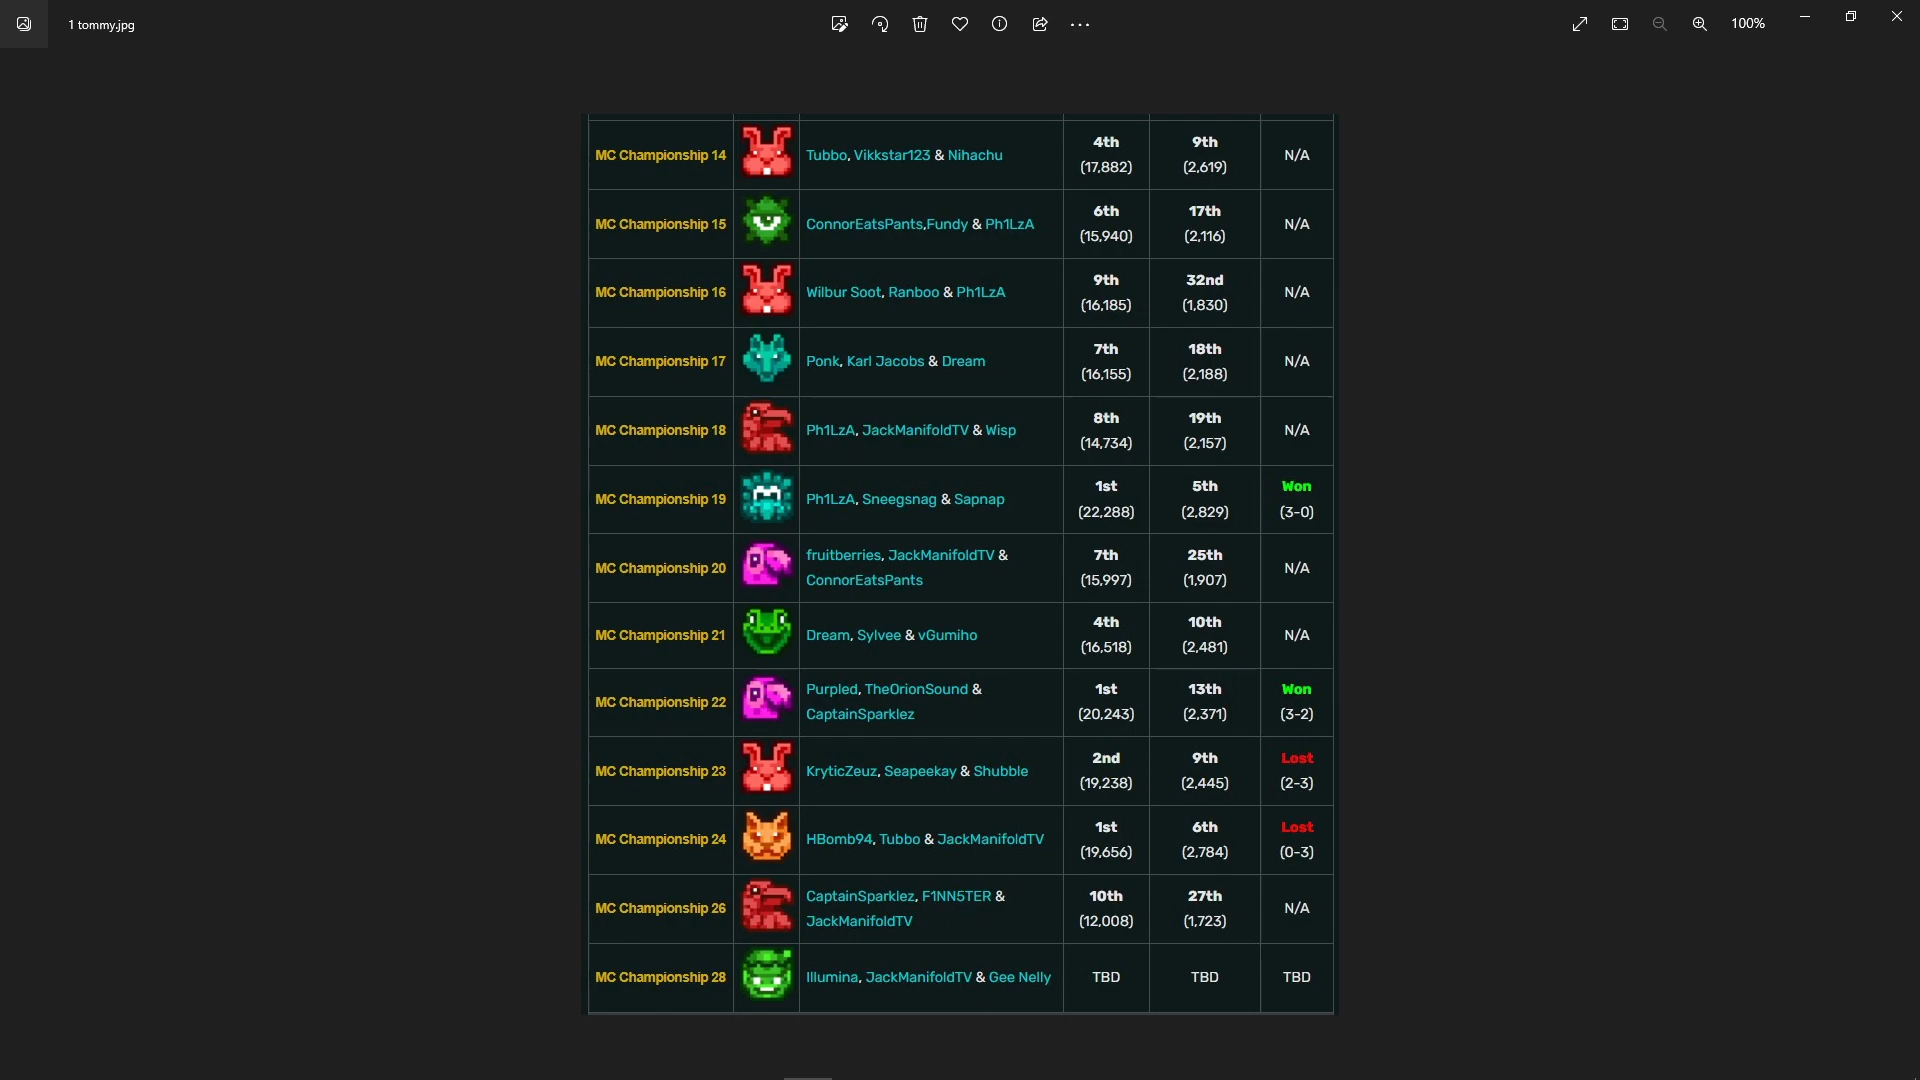 1 tommy.jpg
100%
MC Championship 14
Tubbo, Vikkstar123 & Nihachu
4th
(17,882)
9th
(2,619)
N/A
MC Championship 15
ConnorEatsPants,Fundy & Ph1LzA
6th
(15,940)
17th
(2,116)
N/A
MC Championship 16
Wilbur Soot, Ranboo & Ph1LzA
9th
(16,185)
32nd
(1,830)
N/A
MC Championship 17
Ponk, Karl Jacobs & Dream
7th
(16,155)
18th
(2,188)
N/A
MC Championship 18
Ph1LzA, JackManifoldTV & Wisp
8th
(14,734)
19th
(2,157)
N/A
MC Championship 19
Ph1LzA, Sneegsnag & Sapnap
1st
(22,288)
5th
(2,829)
Won
(3-0)
MC Championship 20
fruitberries, JackManifoldTV &
ConnorEatsPants
7th
(15,997)
25th
(1,907)
N/A
MC Championship 21
Dream, Sylvee & vGumiho
4th
(16,518)
10th
(2,481)
N/A
MC Championship 22
Purpled, TheOrionSound &
CaptainSparklez
1st
(20,243)
13th
(2,371)
Won
(3-2)
MC Championship 23
KryticZeuz, Seapeekay & Shubble
2nd
(19,238)
9th
(2,445)
Lost
(2-3)
MC Championship 24
HBomb94, Tubbo & JackManifoldTV
1st
(19,656)
6th
(2,784)
Lost
(0-3)
MC Championship 26
CaptainSparklez, F1NN5TER &
JackManifoldTV
10th
(12,008)
27th
(1,723)
N/A
MC Championship 28
Illumina, JackManifoldTV & Gee Nelly
TBD
TBD
TBD